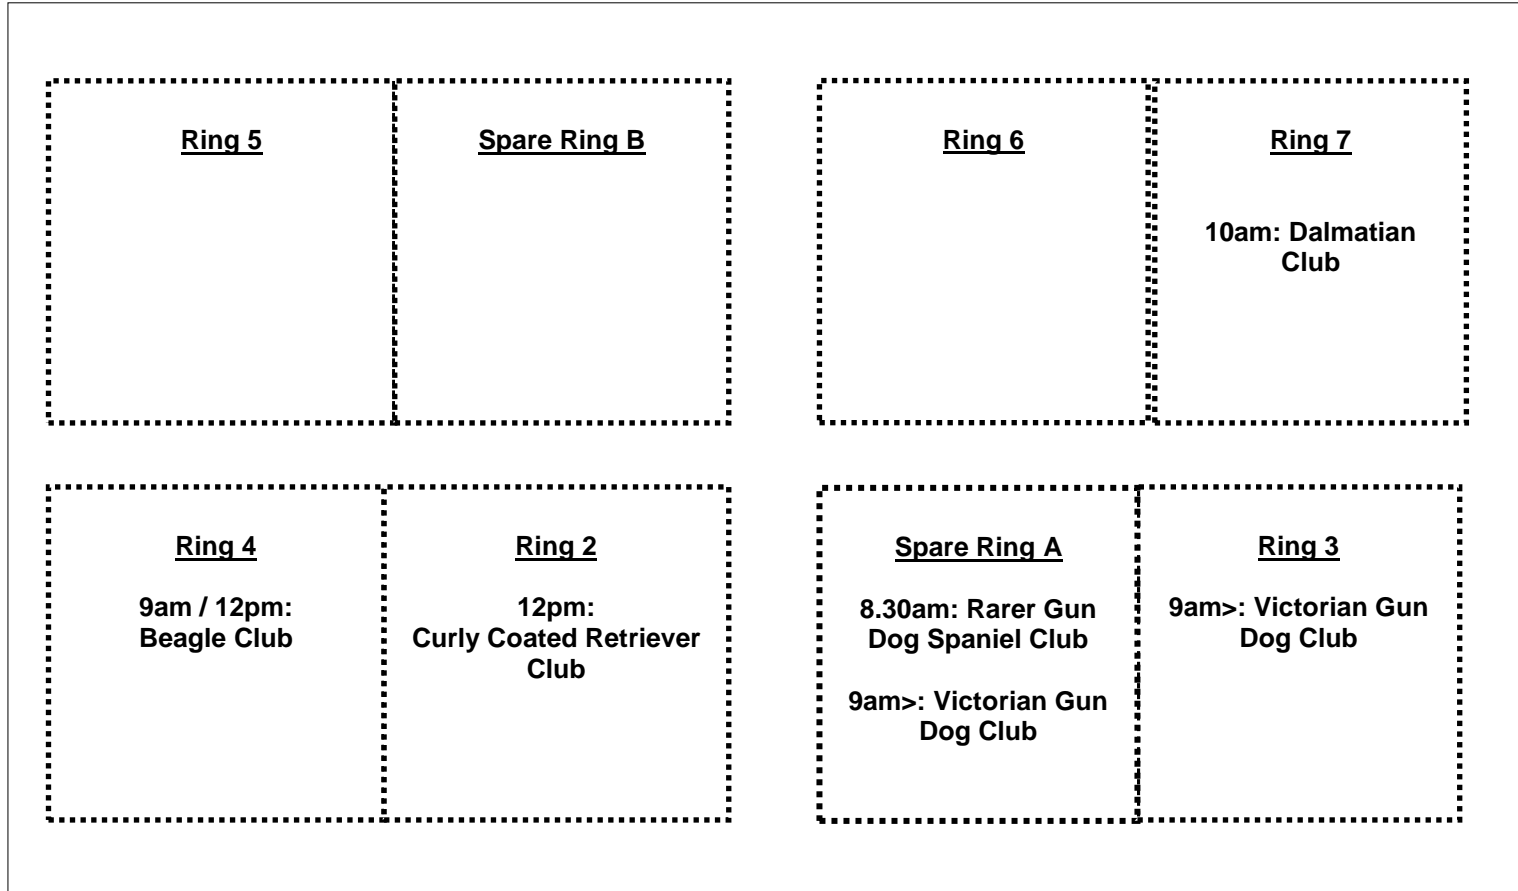 Ring 5
Spare Ring B
Ring 6
Ring 7
10am: Dalmatian
Club
Ring 4
9am / 12pm:
Beagle Club
Ring 2
12pm:
Curly Coated Retriever
Club
Spare Ring A
8.30am: Rarer Gun
Dog Spaniel Club
9am>: Victorian Gun
Dog Club
Ring 3
9am>: Victorian Gun
Dog Club